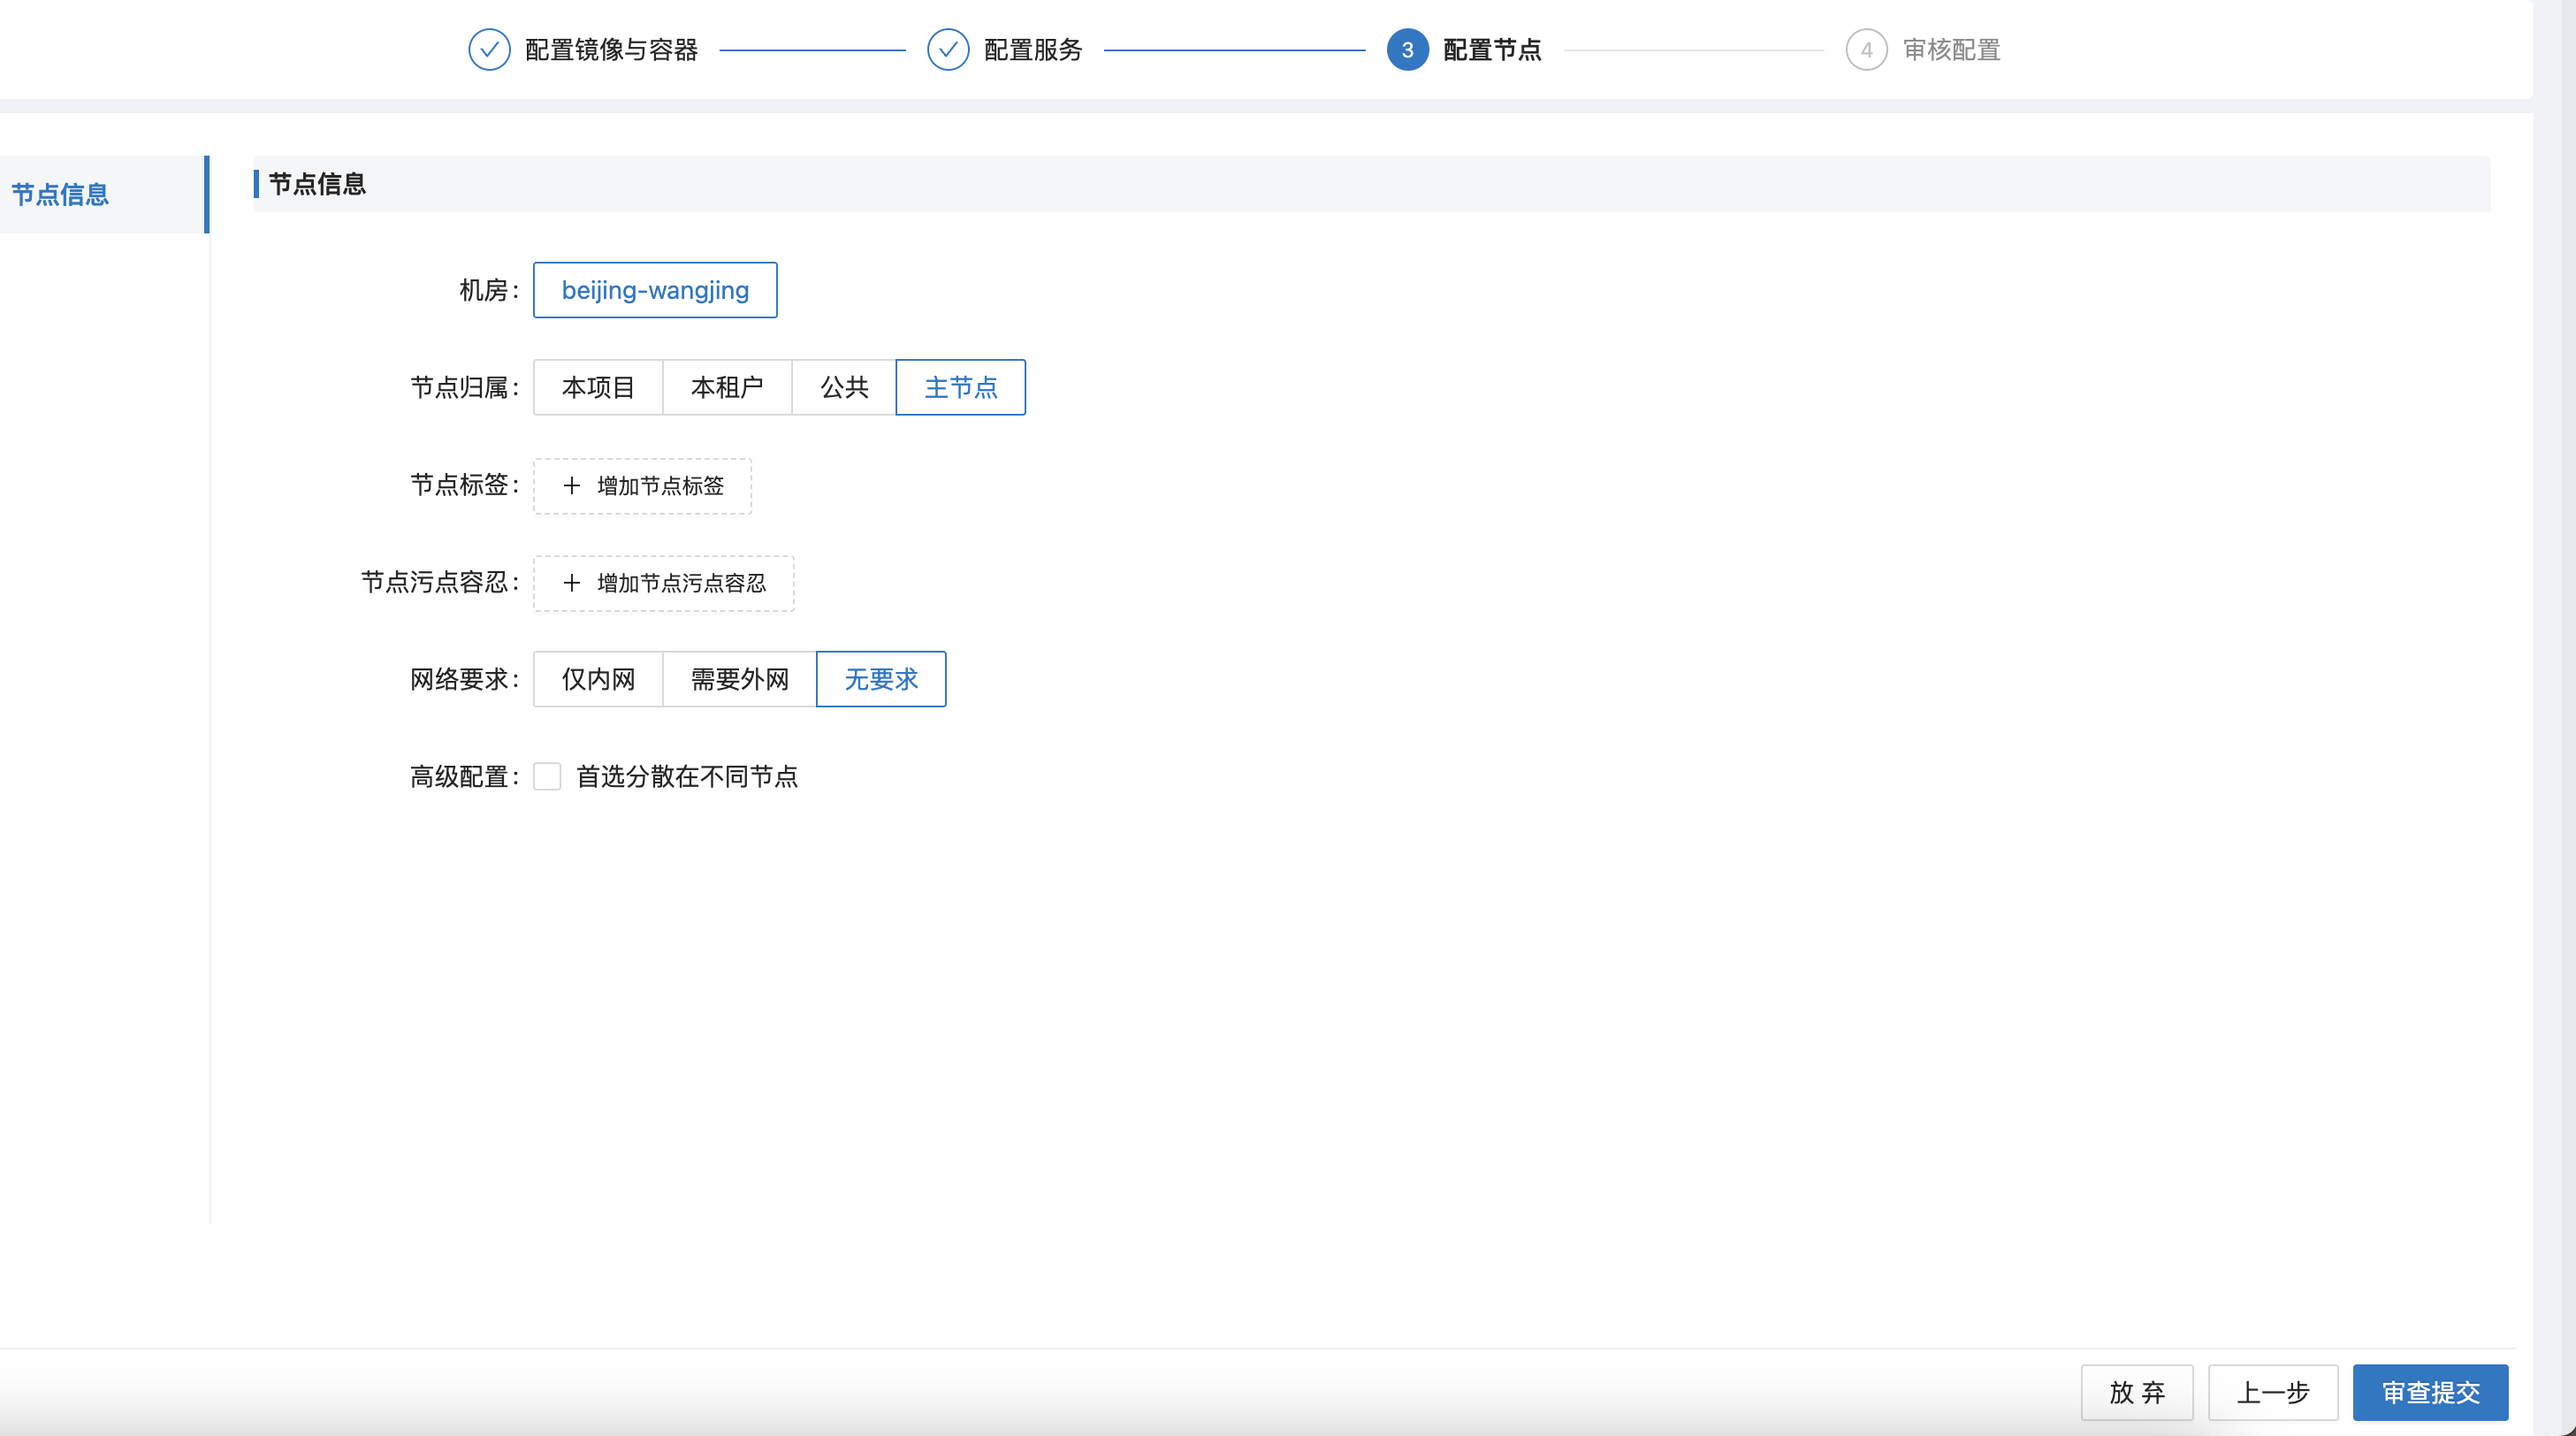 配置镜像与容器 配置服务 3 配置节点 4 审核配置
节点信息
节点信息
机房: beijing-wangjing
节点归属: 本项目 本租户 公共 主节点
节点标签: + 增加节点标签
节点污点容忍: + 增加节点污点容忍
网络要求: 仅内网 需要外网 无要求
高级配置: 首选分散在不同节点
放 弃 上一步 审查提交